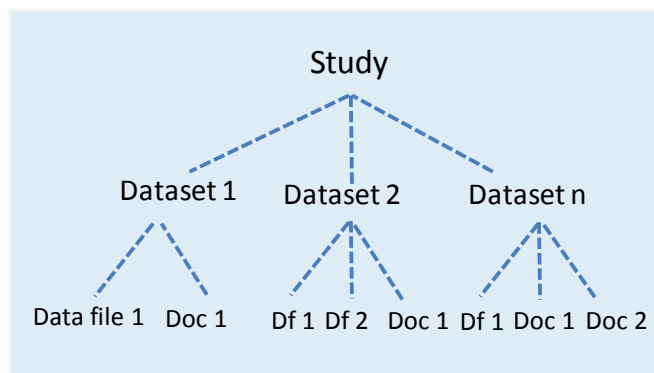 Study
Dataset 1 Dataset 2 Dataset n
Data file 1 Doc 1 Df 1 Df 2 Doc 1 Df 1 Doc 1 Doc 2